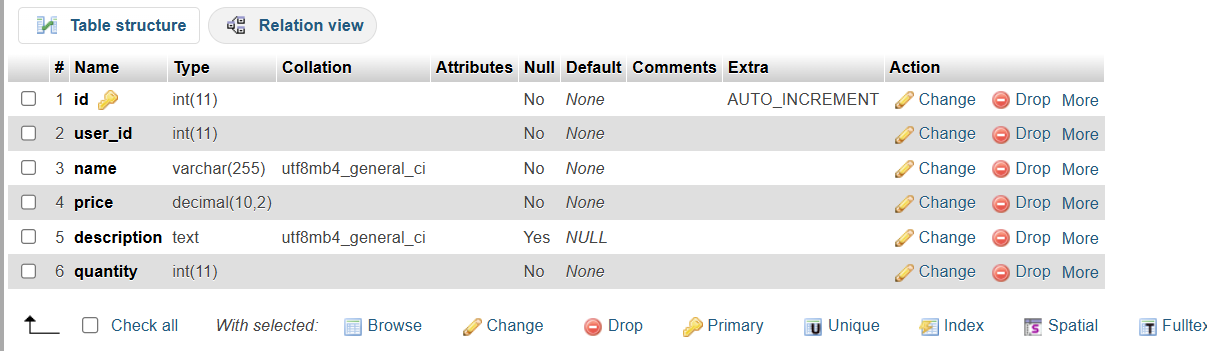 Table structure Relation view
# Name Type Collation Attributes Null Default Comments Extra Action
1 id int(11) No None AUTO_INCREMENT Change Drop More
2 user_id int(11) No None Change Drop More
3 name varchar(255) utf8mb4_general_ci No None Change Drop More
4 price decimal(10,2) No None Change Drop More
5 description text utf8mb4_general_ci Yes NULL Change Drop More
6 quantity int(11) No None Change Drop More
Check all With selected: Browse Change Drop Primary Unique Index Spatial